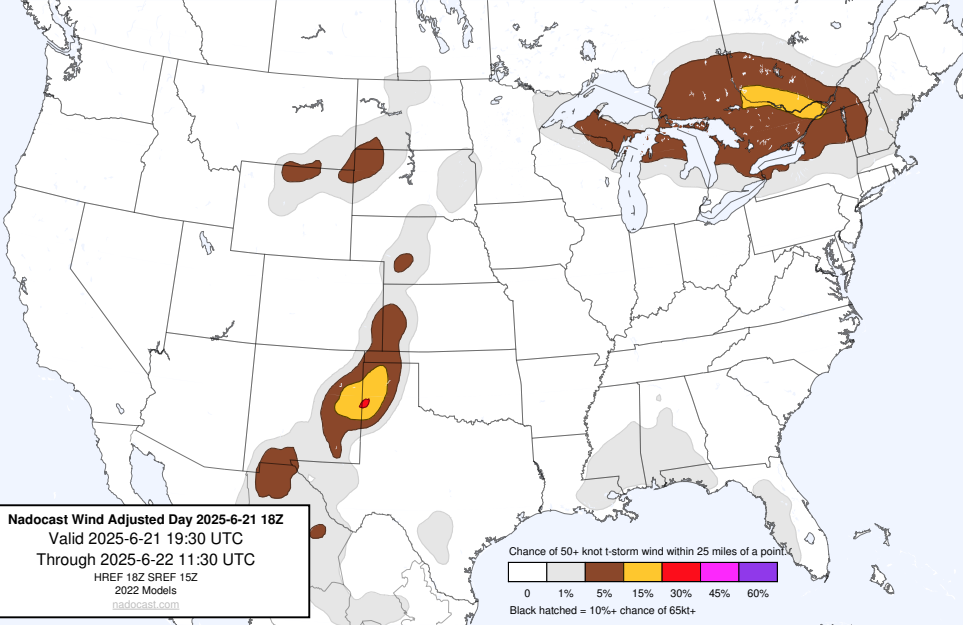 Nadocast Wind Adjusted Day 2025-6-21 18Z
Valid 2025-6-21 19:30 UTC
Through 2025-6-22 11:30 UTC
HREF 18Z SREF 15Z
2022 Models
nadocast.com
Chance of 50+ knot t-storm wind within 25 miles of a point.
0 1% 5% 15% 30% 45% 60%
Black hatched = 10%+ chance of 65kt+